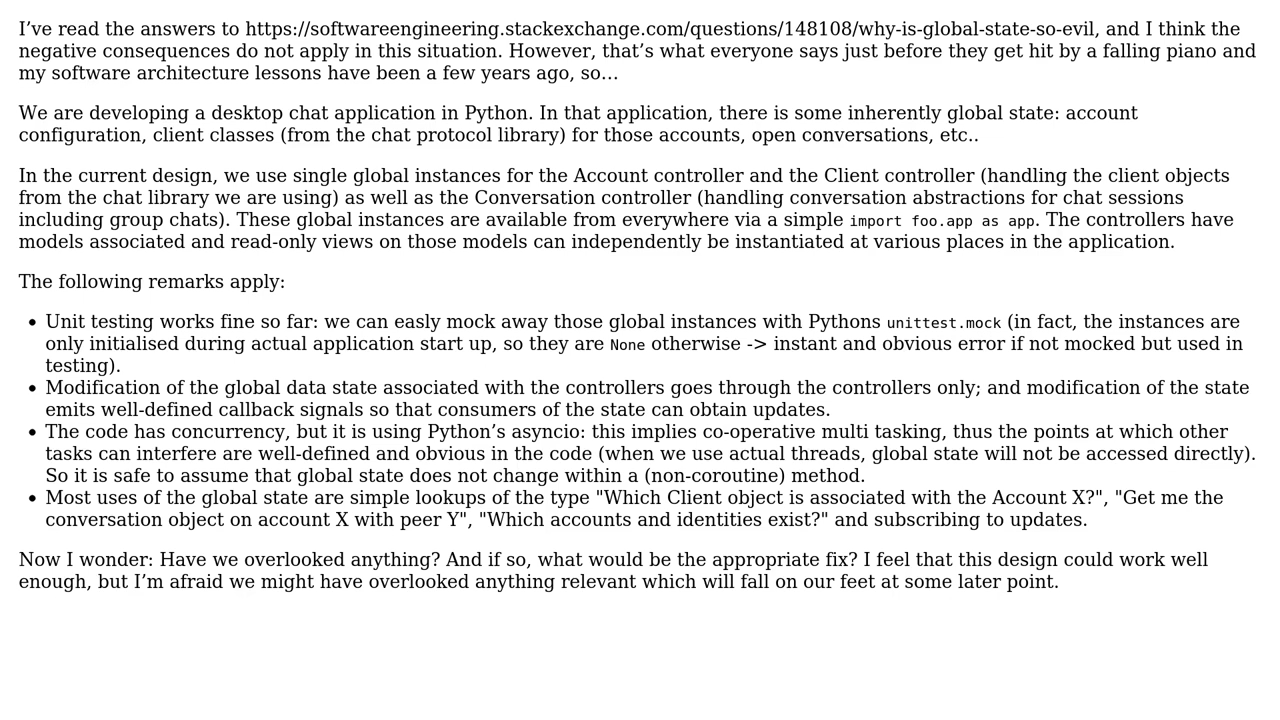 I’ve read the answers to https://softwareengineering.stackexchange.com/questions/148108/why-is-global-state-so-evil, and I think the
negative consequences do not apply in this situation. However, that’s what everyone says just before they get hit by a falling piano and
my software architecture lessons have been a few years ago, so…
We are developing a desktop chat application in Python. In that application, there is some inherently global state: account
configuration, client classes (from the chat protocol library) for those accounts, open conversations, etc..
In the current design, we use single global instances for the Account controller and the Client controller (handling the client objects
from the chat library we are using) as well as the Conversation controller (handling conversation abstractions for chat sessions
including group chats). These global instances are available from everywhere via a simple import foo.app as app. The controllers have
models associated and read-only views on those models can independently be instantiated at various places in the application.
The following remarks apply:
• Unit testing works fine so far: we can easly mock away those global instances with Pythons unittest.mock (in fact, the instances are
only initialised during actual application start up, so they are None otherwise -> instant and obvious error if not mocked but used in
testing).
• Modification of the global data state associated with the controllers goes through the controllers only; and modification of the state
emits well-defined callback signals so that consumers of the state can obtain updates.
• The code has concurrency, but it is using Python’s asyncio: this implies co-operative multi tasking, thus the points at which other
tasks can interfere are well-defined and obvious in the code (when we use actual threads, global state will not be accessed directly).
So it is safe to assume that global state does not change within a (non-coroutine) method.
• Most uses of the global state are simple lookups of the type "Which Client object is associated with the Account X?", "Get me the
conversation object on account X with peer Y", "Which accounts and identities exist?" and subscribing to updates.
Now I wonder: Have we overlooked anything? And if so, what would be the appropriate fix? I feel that this design could work well
enough, but I’m afraid we might have overlooked anything relevant which will fall on our feet at some later point.